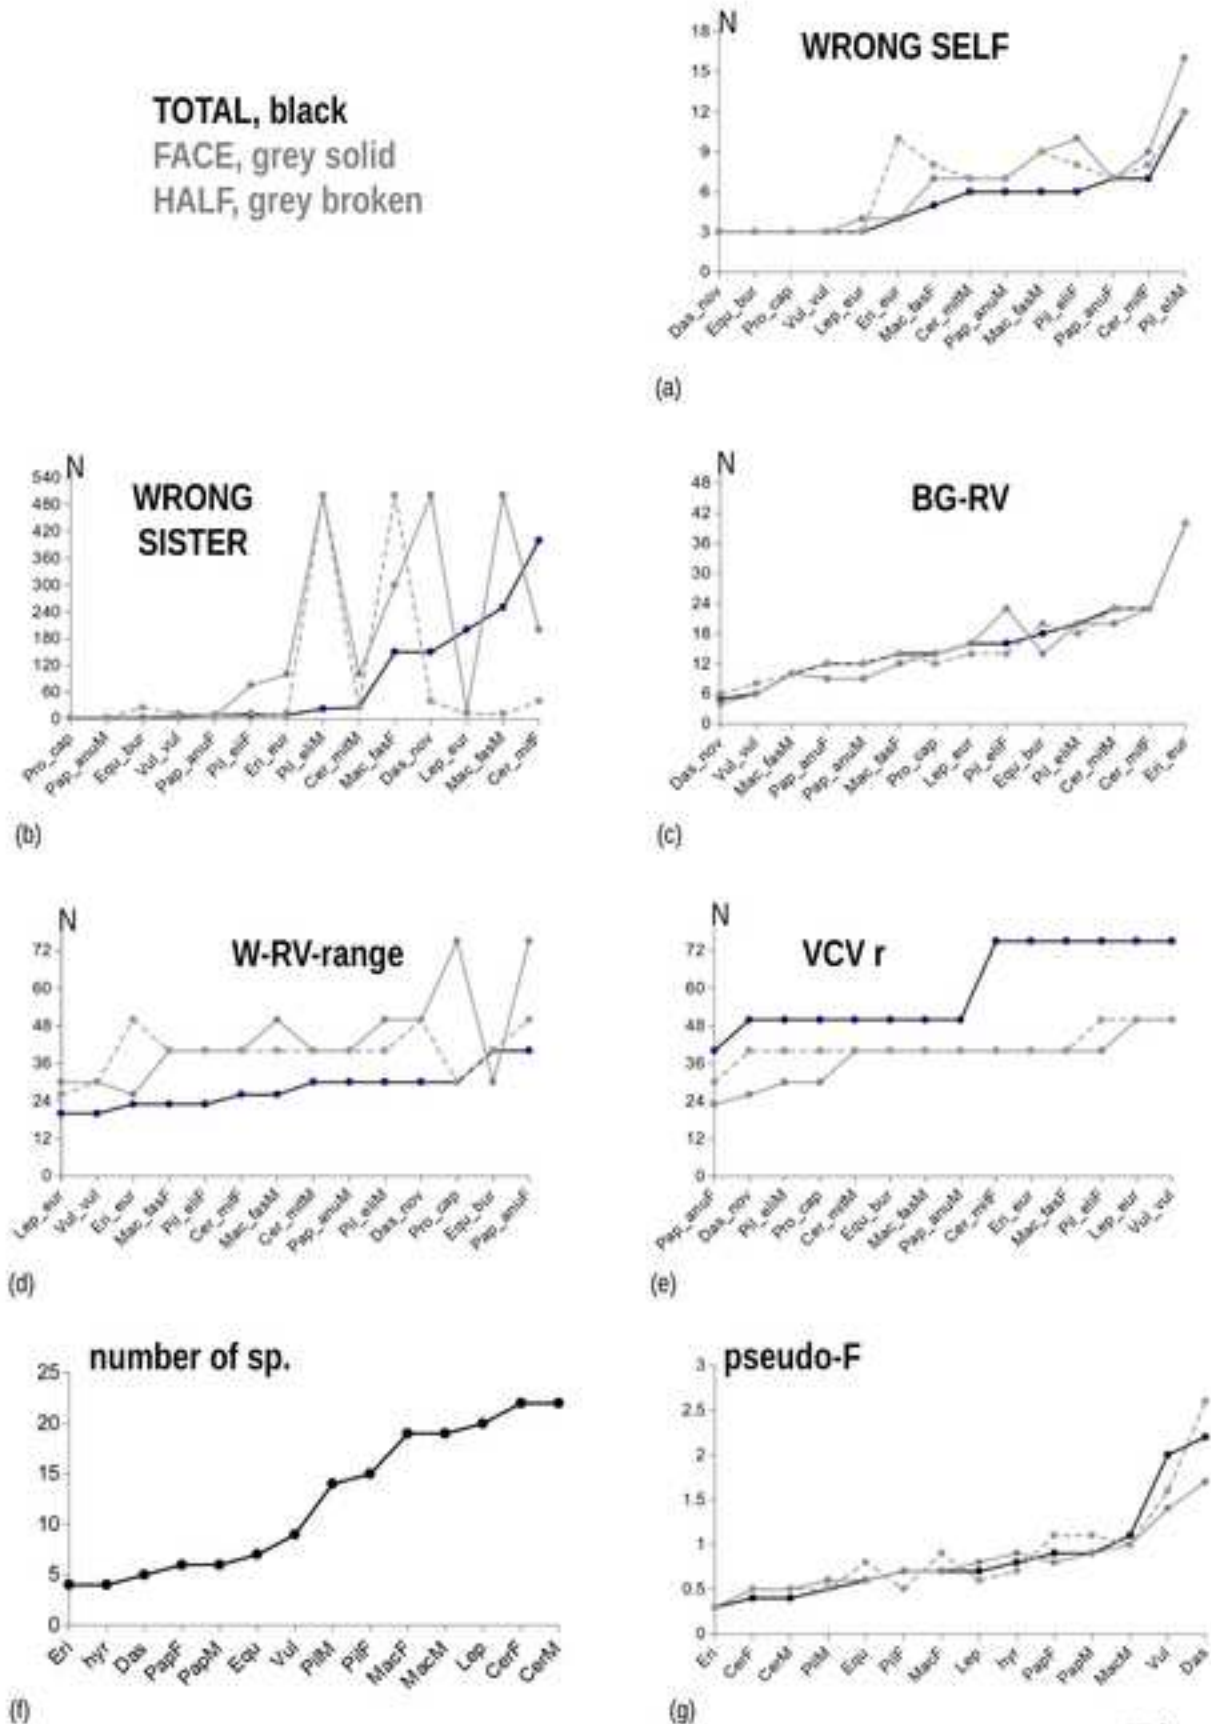 TOTAL, black
FACE, grey solid
HALF, grey broken
N
WRONG SELF
18
15
12
9
6
3
0
Das_nov
Equ_bur
Pro_cap
Vul_vul
Lep_eur
Eri_eur
Mac_fasF
Cer_mitM
Pap_anuM
Mac_fasM
Pil_eliF
Pap_anuF
Cer_mitF
Pil_eliM
(a)
N
WRONG
SISTER
540
480
420
360
300
240
180
120
60
0
Pro_cap
Pap_anuM
Equ_bur
Vul_vul
Pap_anuF
Pil_eliF
Eri_eur
Pil_eliM
Cer_mitM
Mac_fasF
Das_nov
Lep_eur
Mac_fasM
Cer_mitF
(b)
N
BG-RV
48
42
36
30
24
18
12
6
0
Das_nov
Vul_vul
Mac_fasM
Pap_anuF
Pap_anuM
Mac_fasF
Pro_cap
Lep_eur
Pil_eliF
Equ_bur
Pil_eliM
Cer_mitM
Cer_mitF
Eri_eur
(c)
N
W-RV-range
72
60
48
36
24
12
0
Lep_eur
Vul_vul
Eri_eur
Mac_fasF
Pil_eliF
Cer_mitF
Mac_fasM
Cer_mitM
Pap_anuM
Pil_eliM
Das_nov
Pro_cap
Equ_bur
Pap_anuF
(d)
N
VCV r
72
60
48
36
24
12
0
Pap_anuF
Das_nov
Pil_eliM
Pro_cap
Cer_mitM
Equ_bur
Mac_fasM
Pap_anuM
Cer_mitF
Eri_eur
Mac_fasF
Pil_eliF
Lep_eur
Vul_vul
(e)
number of sp.
25
20
15
10
5
0
Eri
hyr
Das
PapF
PapM
Equ
Vul
PilM
PilF
MacF
MacM
Lep
CerF
CerM
(f)
pseudo-F
3
2.5
2
1.5
1
0.5
0
Eri
CerF
CerM
PilM
Equ
PilF
MacF
Lep
hyr
PapF
PapM
MacM
Vul
Das
(g)